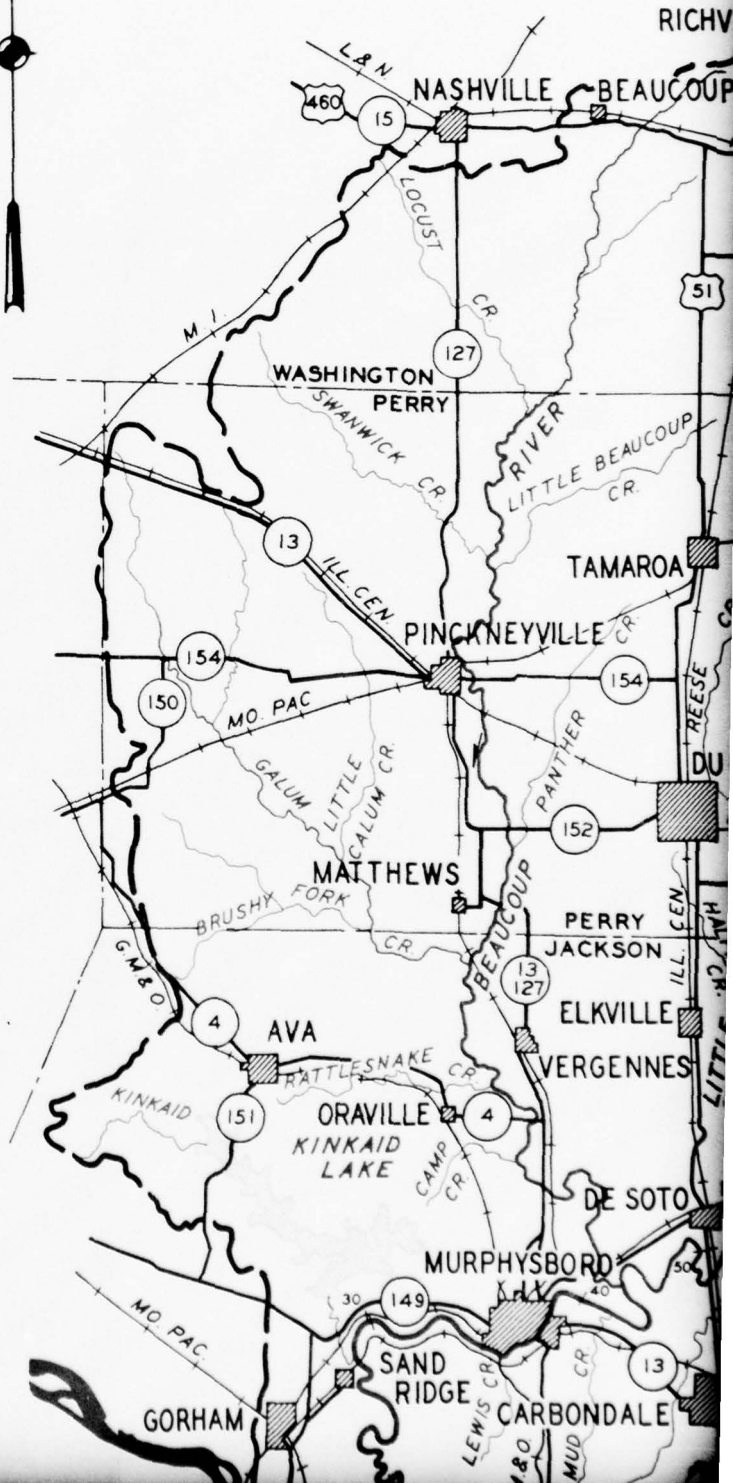 RICHV
L & N.
NASHVILLE
BEAUCOUP
460
15
LOCUST
CR.
51
M. I.
127
WASHINGTON
PERRY
SWANWICK
CR.
RIVER
LITTLE BEAUCOUP
CR.
13
ILL. CEN.
TAMAROA
PINCKNEYVILLE
CR.
CR
154
154
REESE
150
MO. PAC
PANTHER
DU
GALUM
LITTLE
CALUM CR.
152
MATTHEWS
BRUSHY FORK
CR.
BEAUCOUP
PERRY
JACKSON
ILL. CEN
G.M.& O.
13
127
ELKVILLE
4
AVA
VERGENNES
LITTLE
RATTLESNAKE
CR.
KINKAID
151
ORAVILLE
4
KINKAID
LAKE
CAMP
CR.
DE SOTO
MURPHYSBORO
50
40
30
149
MO. PAC.
SAND
RIDGE
13
GORHAM
LEWIS CR.
MUD CR.
CARBONDALE